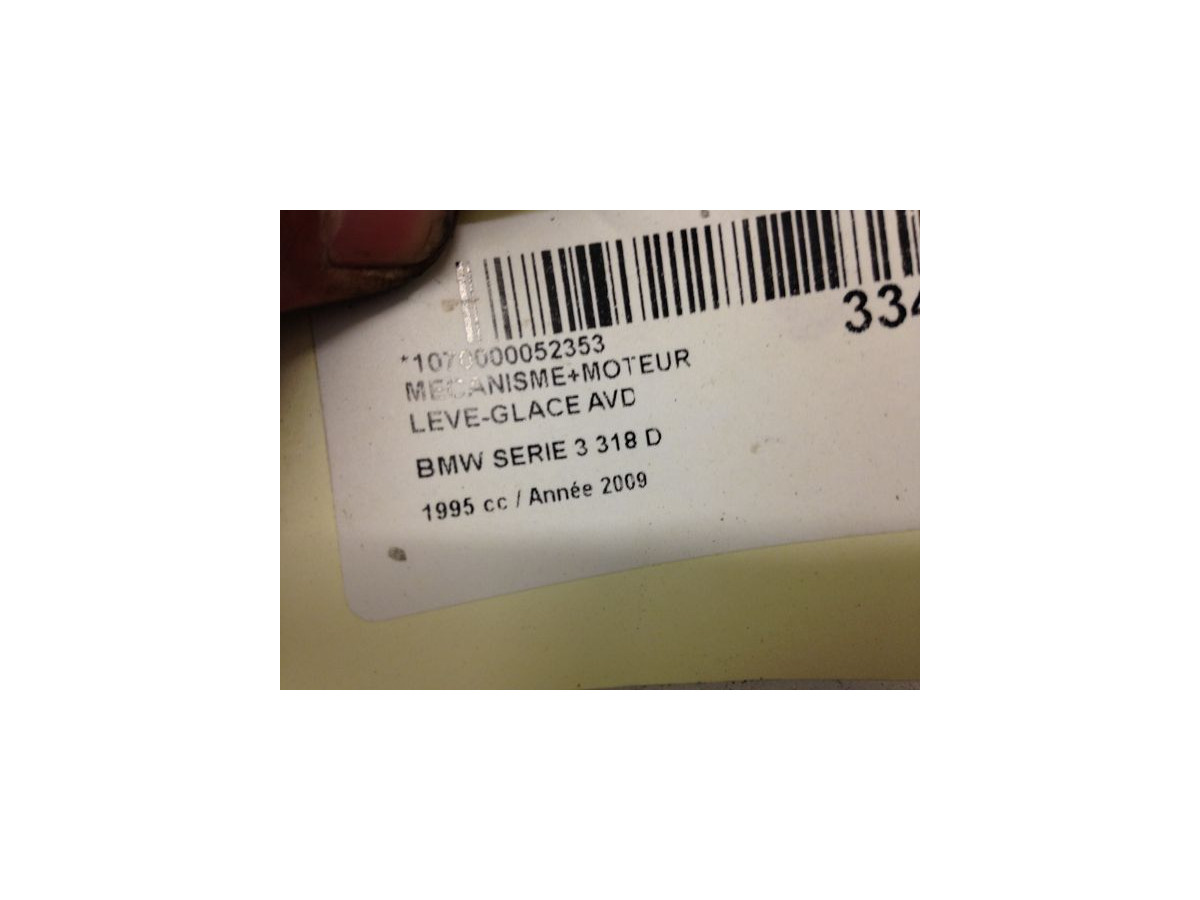 334
*1070000052353
MECANISME+MOTEUR
LEVE-GLACE AVD
BMW SERIE 3 318 D
1995 cc / Année 2009